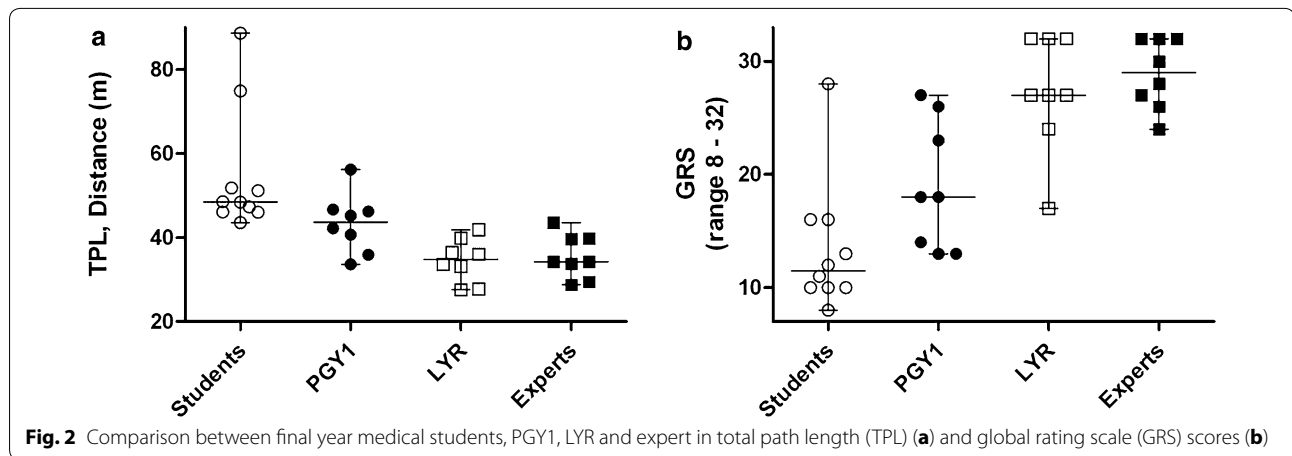 a
TPL, Distance (m)
80
60
40
20
Students
PGY1
LYR
Experts
b
GRS
(range 8 - 32)
30
20
10
Students
PGY1
LYR
Experts
Fig. 2 Comparison between final year medical students, PGY1, LYR and expert in total path length (TPL) (a) and global rating scale (GRS) scores (b)